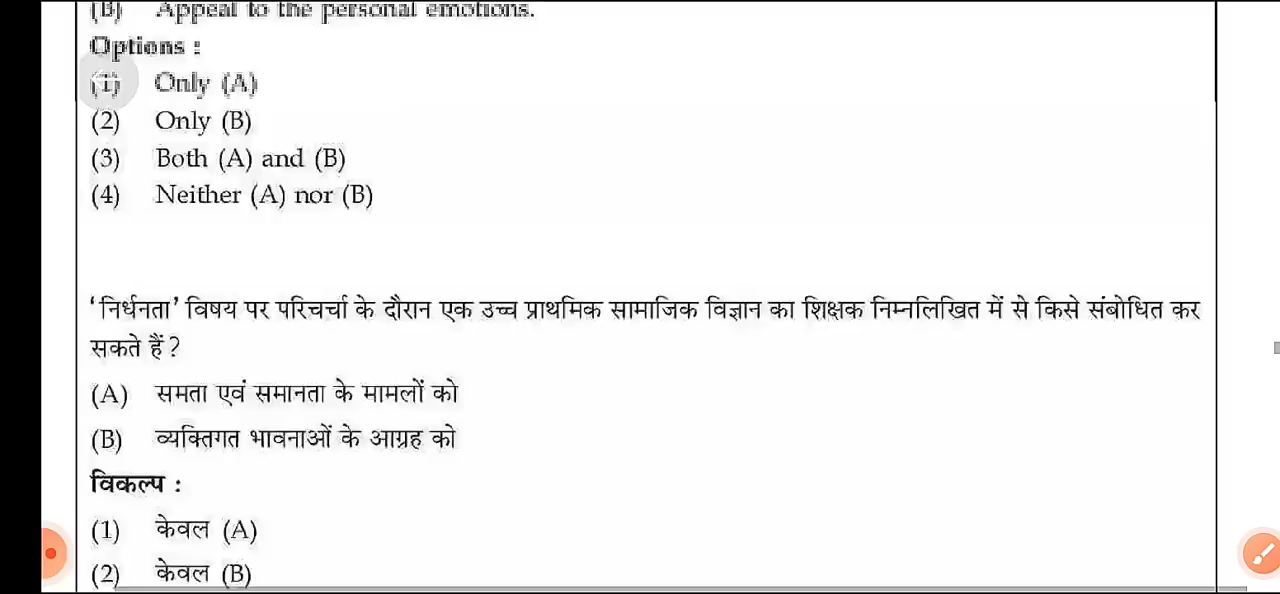 (B) Appeal to the personal emotions.
Options :
(1) Only (A)
(2) Only (B)
(3) Both (A) and (B)
(4) Neither (A) nor (B)
‘निर्धनता’ विषय पर परिचर्चा के दौरान एक उच्च प्राथमिक सामाजिक विज्ञान का शिक्षक निम्नलिखित में से किसे संबोधित कर
सकते हैं ?
(A) समता एवं समानता के मामलों को
(B) व्यक्तिगत भावनाओं के आग्रह को
विकल्प :
(1) केवल (A)
(2) केवल (B)